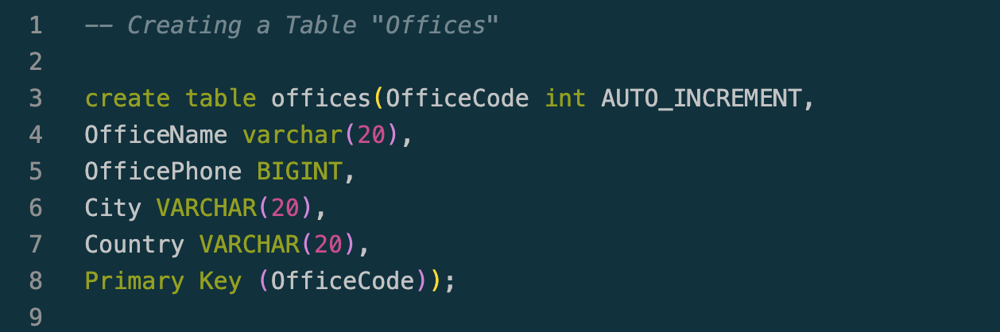 1 -- Creating a Table "Offices"
2
3 create table offices(OfficeCode int AUTO_INCREMENT,
4 OfficeName varchar(20),
5 OfficePhone BIGINT,
6 City VARCHAR(20),
7 Country VARCHAR(20),
8 Primary Key (OfficeCode));
9